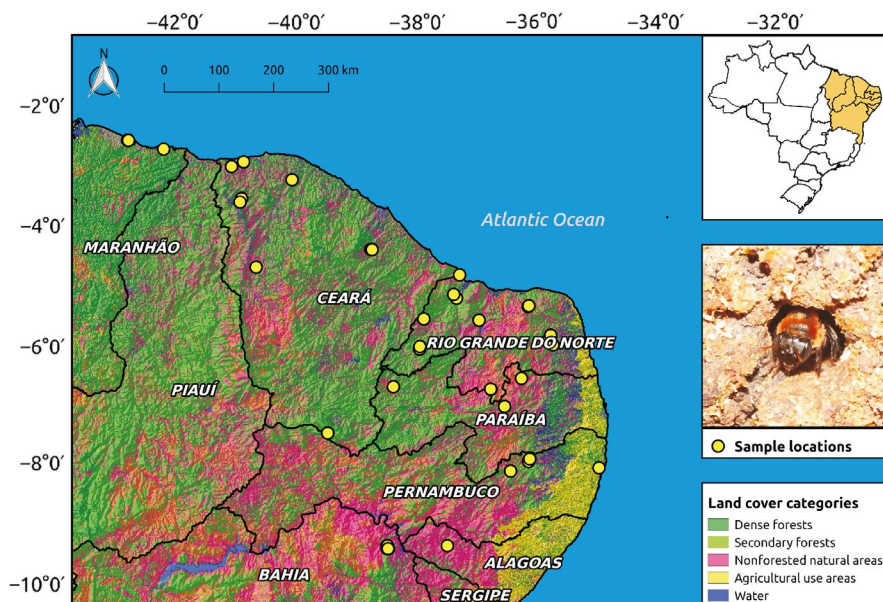 −42°0′ −40°0′ −38°0′ −36°0′ −34°0′ −32°0′
N
0 100 200 300 km
−2°0′
−4°0′
−6°0′
−8°0′
−10°0′
Atlantic Ocean
MARANHÃO
CEARÁ
RIO GRANDE DO NORTE
PIAUÍ
PARAÍBA
PERNAMBUCO
ALAGOAS
BAHIA
SERGIPE
Sample locations
Land cover categories
Dense forests
Secondary forests
Nonforested natural areas
Agricultural use areas
Water